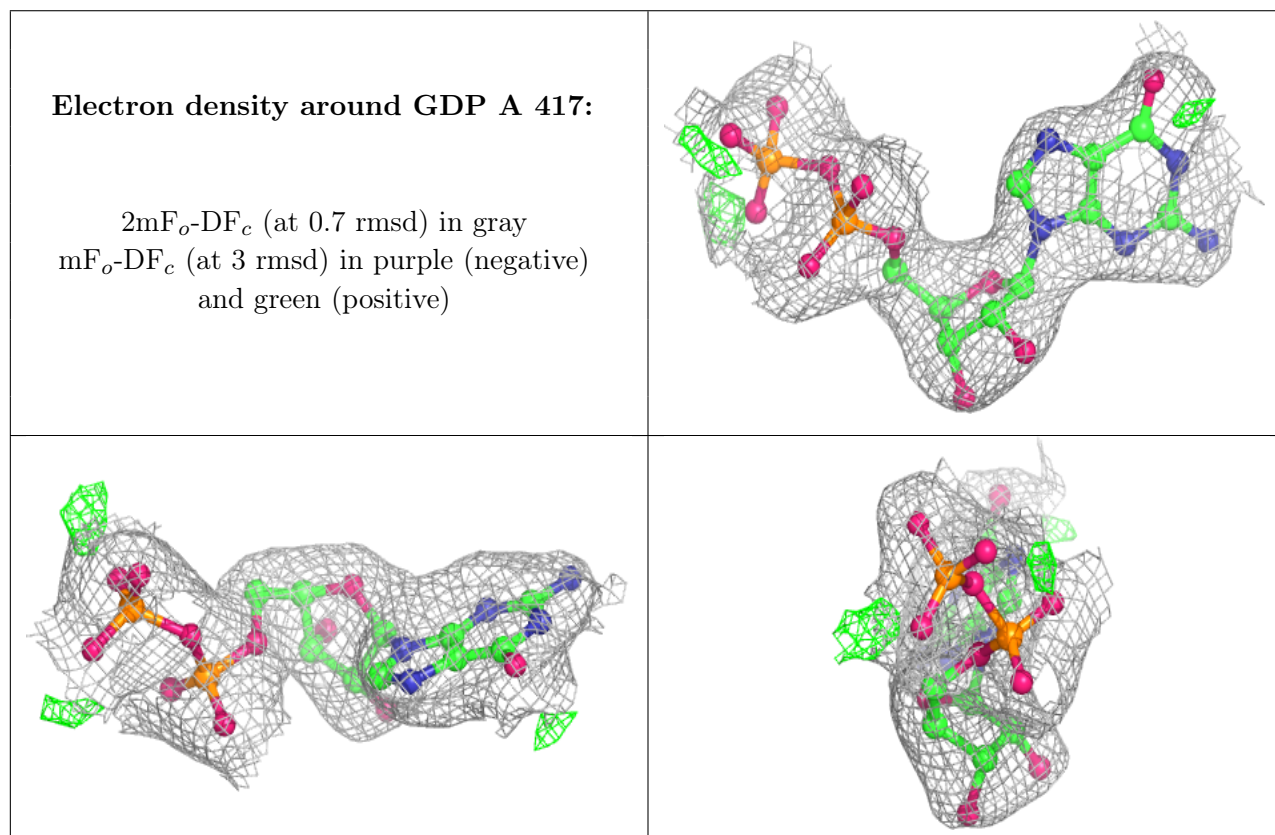 Electron density around GDP A 417:
2mFo-DFc (at 0.7 rmsd) in gray
mFo-DFc (at 3 rmsd) in purple (negative)
and green (positive)